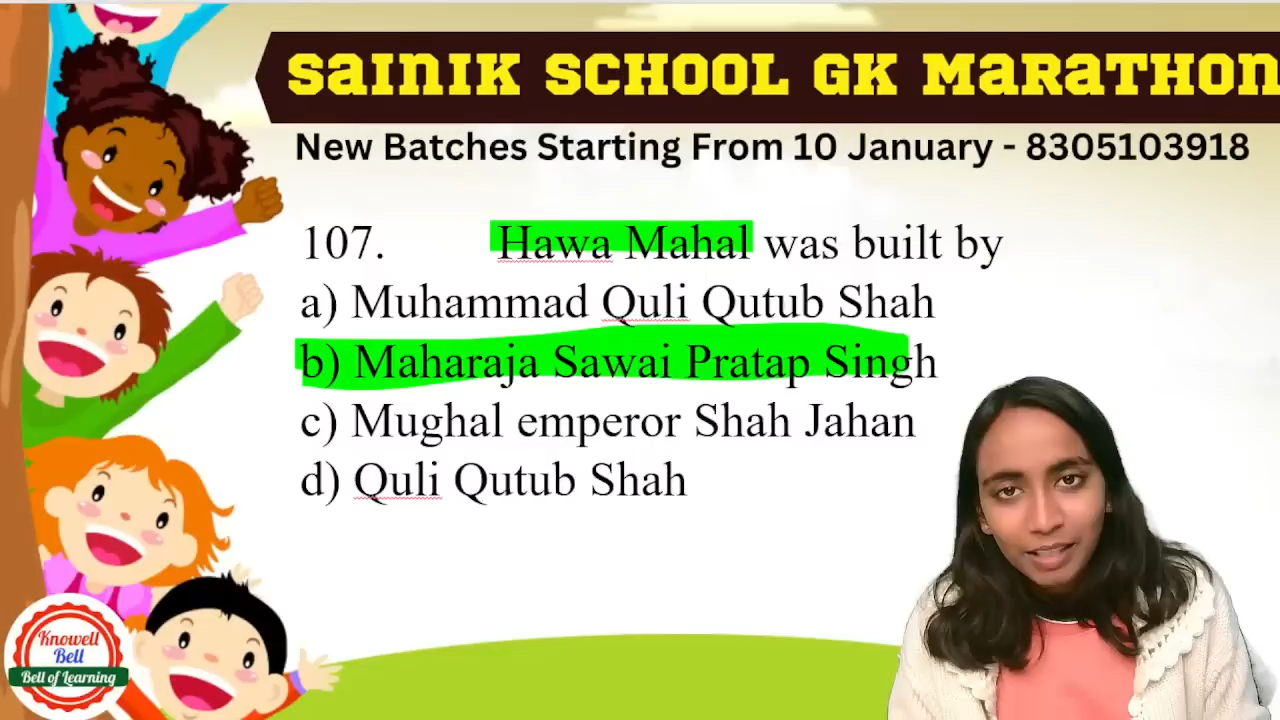 SAINIK SCHOOL GK MARATHON
New Batches Starting From 10 January - 8305103918
107. Hawa Mahal was built by
a) Muhammad Quli Qutub Shah
b) Maharaja Sawai Pratap Singh
c) Mughal emperor Shah Jahan
d) Quli Qutub Shah
Knowell
Bell
Bell of Learning